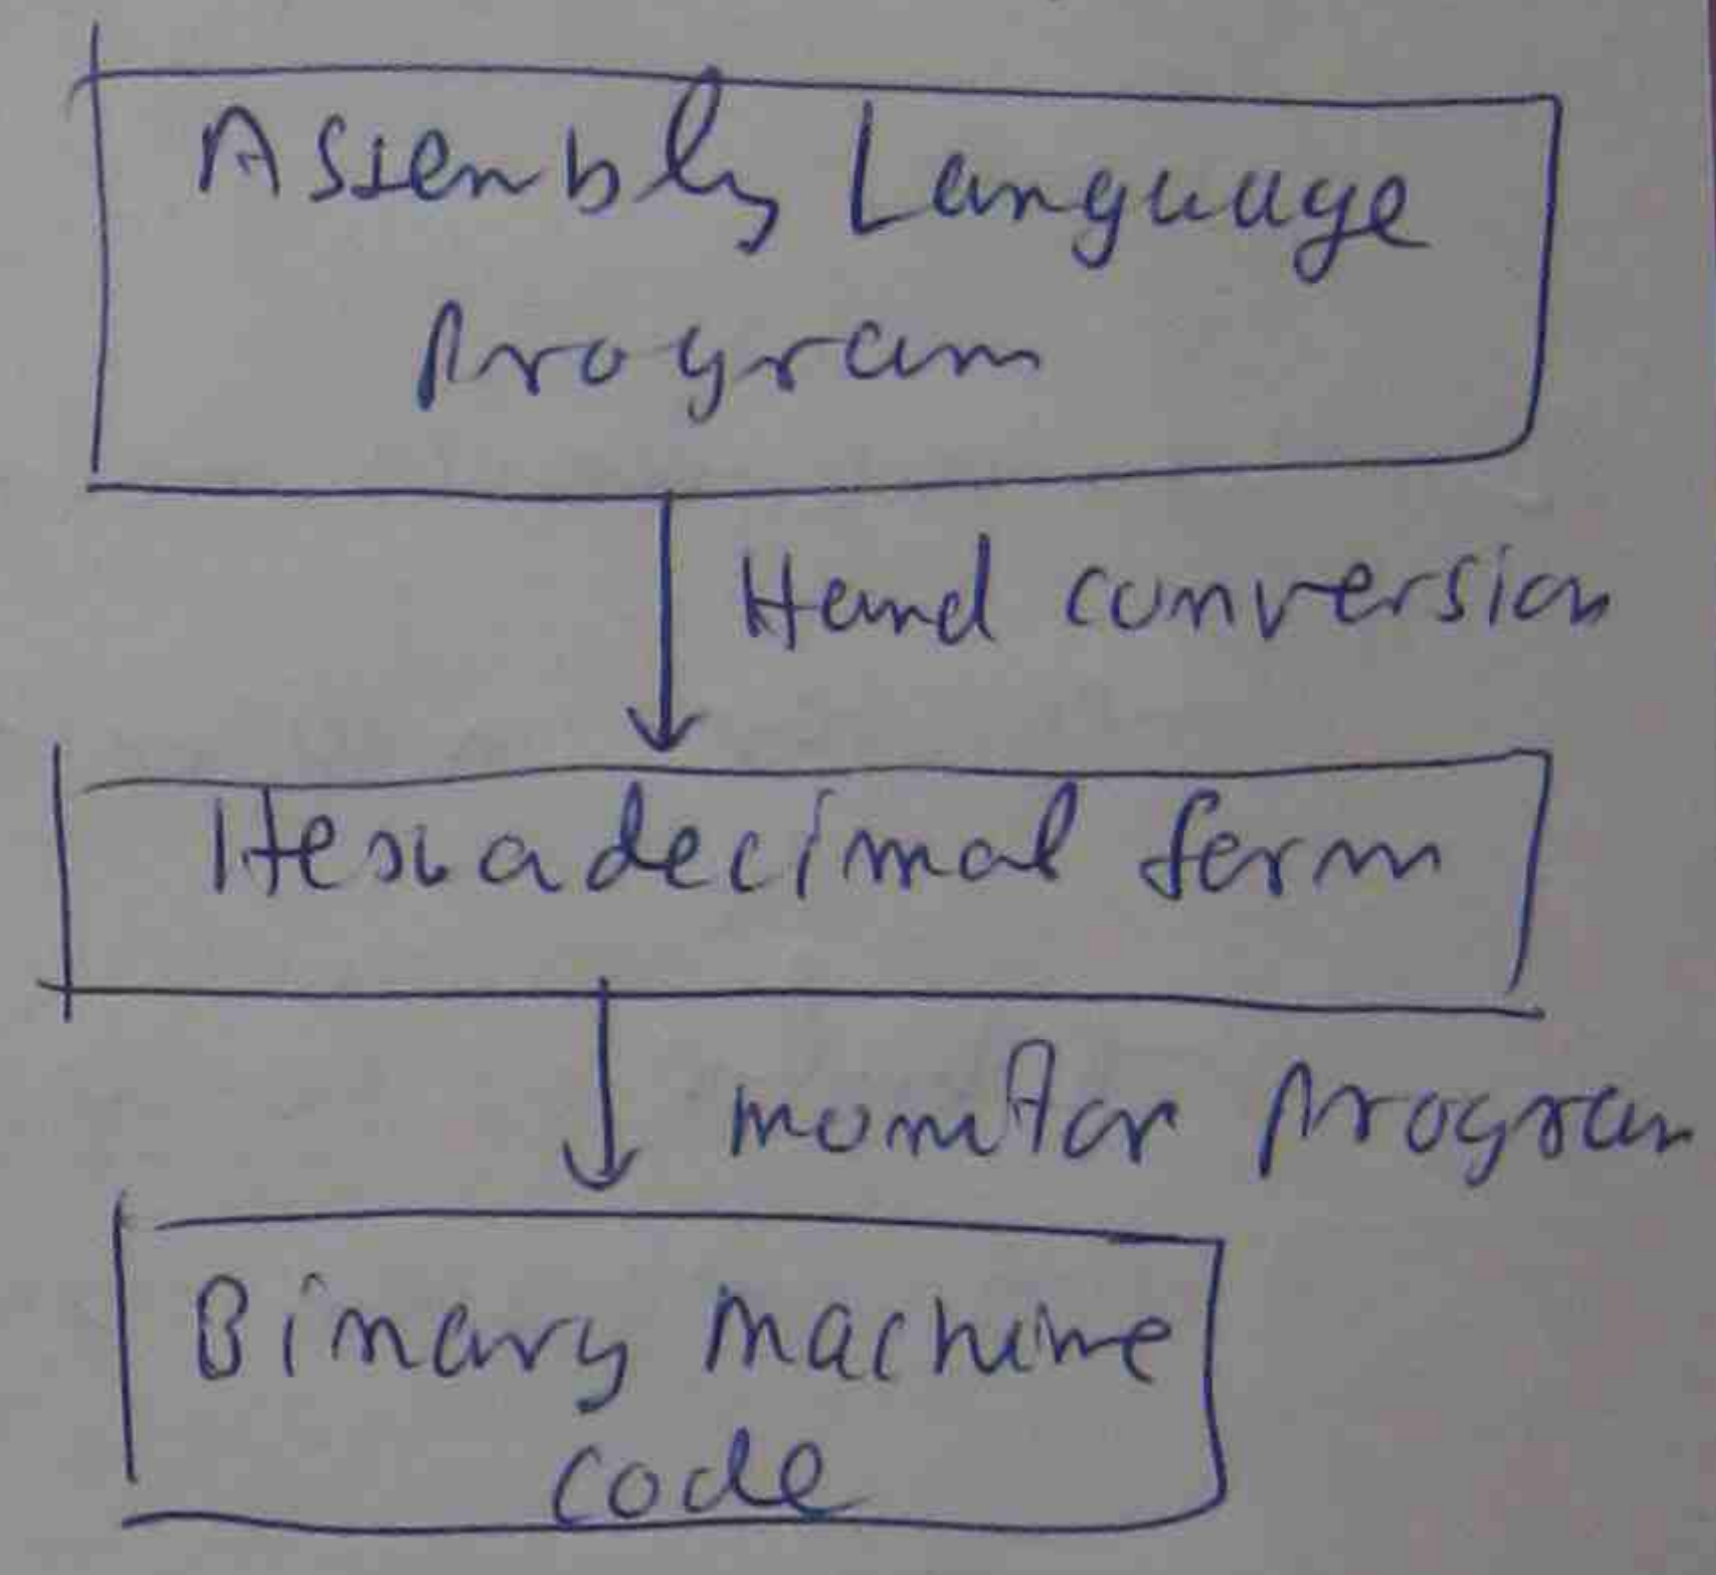 Assembly Language
Program
Hand conversion
Hexadecimal form
monitor program
Binary machine
code